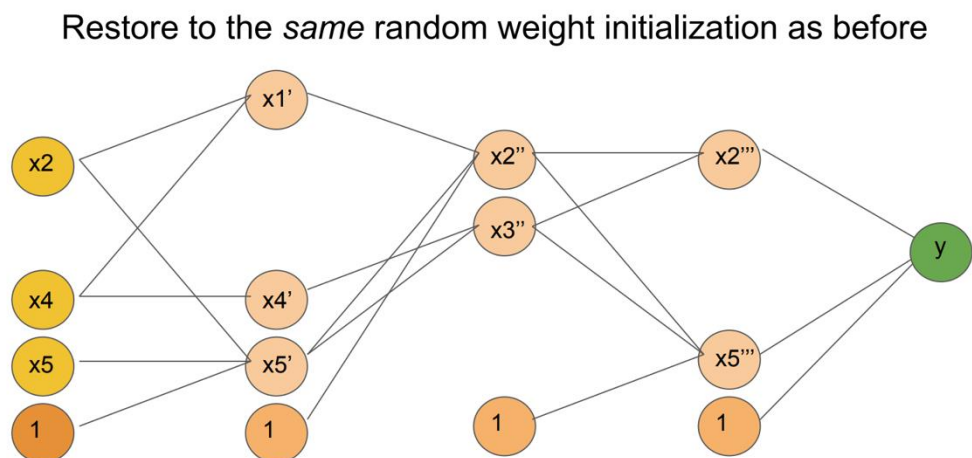 Restore to the same random weight initialization as before
x1’
x2
x2’’
x2’’’
x3’’
y
x4
x4’
x5
x5’
x5’’’
1
1
1
1